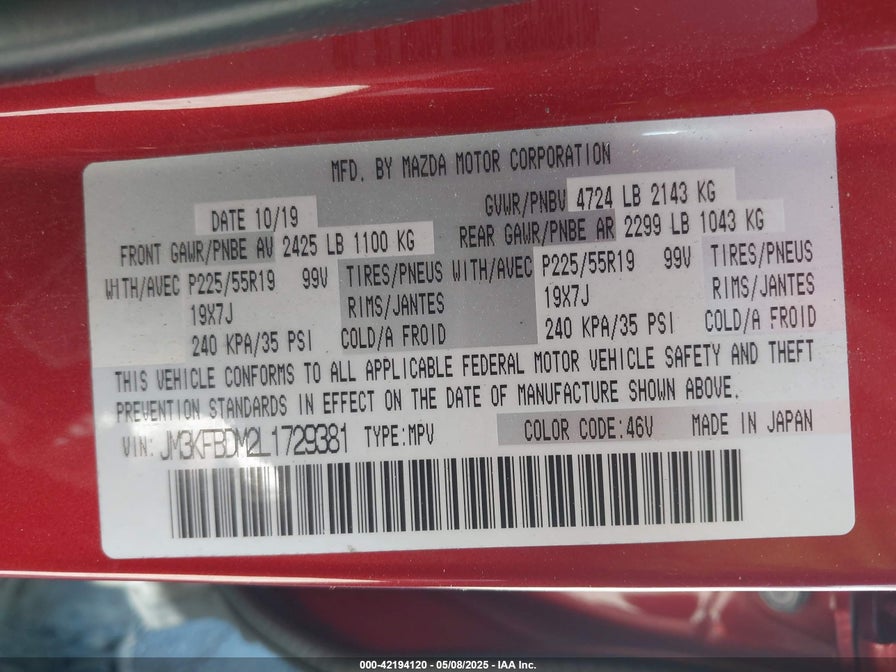 MFD. BY MAZDA MOTOR CORPORATION
DATE 10/19 GVWR/PNBV 4724 LB 2143 KG
FRONT GAWR/PNBE AV 2425 LB 1100 KG REAR GAWR/PNBE AR 2299 LB 1043 KG
WITH/AVEC P225/55R19 99V TIRES/PNEUS WITH/AVEC P225/55R19 99V TIRES/PNEUS
19X7J RIMS/JANTES 19X7J RIMS/JANTES
240 KPA/35 PSI COLD/A FROID 240 KPA/35 PSI COLD/A FROID
THIS VEHICLE CONFORMS TO ALL APPLICABLE FEDERAL MOTOR VEHICLE SAFETY AND THEFT
PREVENTION STANDARDS IN EFFECT ON THE DATE OF MANUFACTURE SHOWN ABOVE.
VIN: JM3KFBDM2L1729381 TYPE:MPV COLOR CODE:46V MADE IN JAPAN
000-42194120 - 05/08/2025 - IAA Inc.